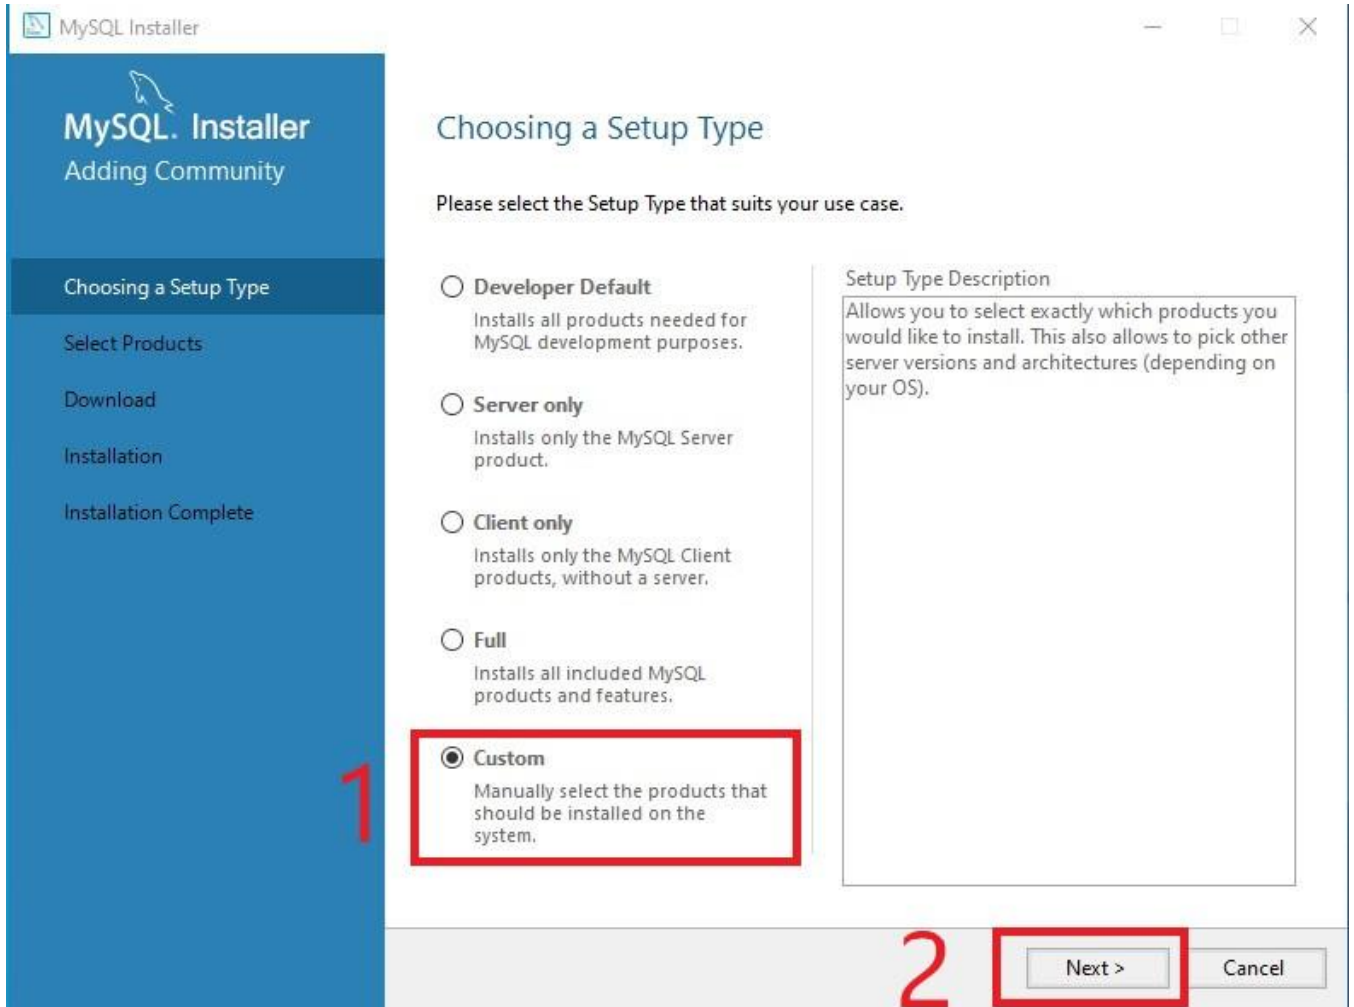 MySQL Installer
MySQL. Installer
Adding Community
Choosing a Setup Type
Select Products
Download
Installation
Installation Complete
Choosing a Setup Type
Please select the Setup Type that suits your use case.
Developer Default
Installs all products needed for
MySQL development purposes.
Server only
Installs only the MySQL Server
product.
Client only
Installs only the MySQL Client
products, without a server.
Full
Installs all included MySQL
products and features.
1
Custom
Manually select the products that
should be installed on the
system.
Setup Type Description
Allows you to select exactly which products you
would like to install. This also allows to pick other
server versions and architectures (depending on
your OS).
2
Next >
Cancel